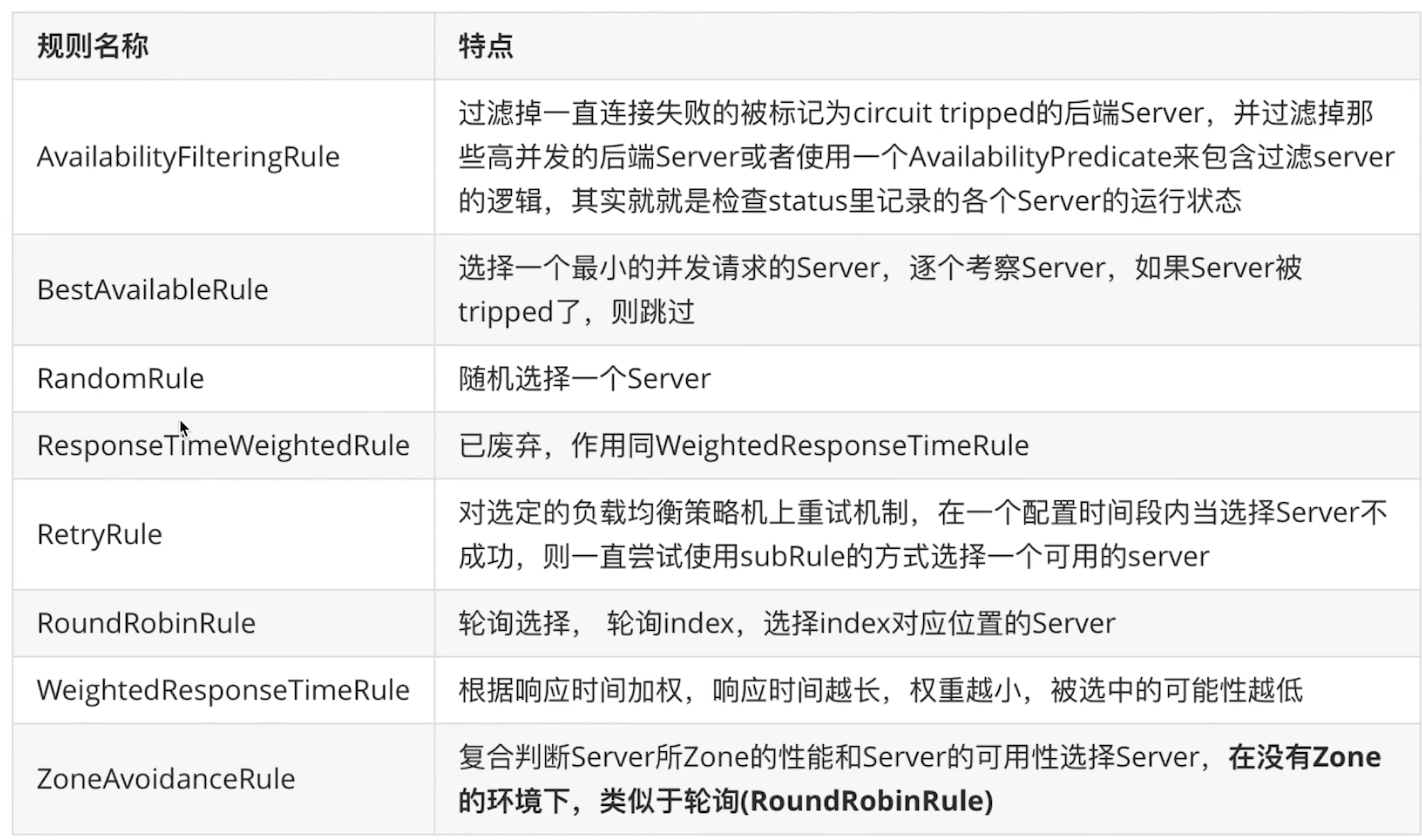 规则名称
特点
AvailabilityFilteringRule
过滤掉一直连接失败的被标记为circuit tripped的后端Server，并过滤掉那
些高并发的后端Server或者使用一个AvailabilityPredicate来包含过滤server
的逻辑，其实就就是检查status里记录的各个Server的运行状态
BestAvailableRule
选择一个最小的并发请求的Server，逐个考察Server，如果Server被
tripped了，则跳过
RandomRule
随机选择一个Server
ResponseTimeWeightedRule
已废弃，作用同WeightedResponseTimeRule
RetryRule
对选定的负载均衡策略机上重试机制，在一个配置时间段内当选择Server不
成功，则一直尝试使用subRule的方式选择一个可用的server
RoundRobinRule
轮询选择， 轮询index，选择index对应位置的Server
WeightedResponseTimeRule
根据响应时间加权，响应时间越长，权重越小，被选中的可能性越低
ZoneAvoidanceRule
复合判断Server所Zone的性能和Server的可用性选择Server，在没有Zone
的环境下，类似于轮询(RoundRobinRule)